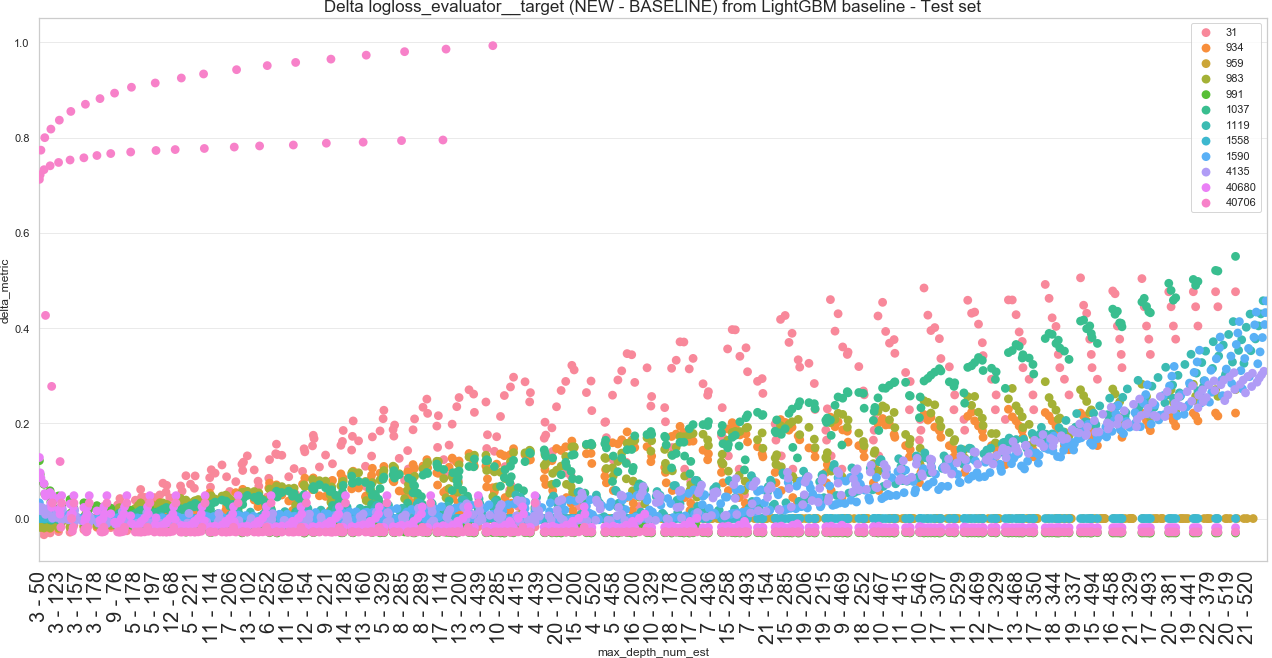 Delta logloss_evaluator__target (NEW - BASELINE) from LightGBM baseline - Test set
1.0
0.8
0.6
0.4
0.2
0.0
delta_metric
31
934
959
983
991
1037
1119
1558
1590
4135
40680
40706
3 - 50
3 - 123
3 - 157
3 - 178
9 - 76
5 - 178
5 - 197
12 - 68
5 - 221
11 - 114
7 - 206
13 - 102
6 - 252
11 - 160
12 - 154
9 - 221
14 - 128
13 - 160
5 - 329
8 - 285
8 - 289
17 - 114
13 - 200
4 - 439
10 - 285
4 - 415
4 - 439
20 - 102
15 - 200
4 - 520
5 - 458
16 - 200
10 - 329
18 - 178
17 - 200
7 - 436
15 - 258
7 - 493
21 - 154
15 - 285
19 - 206
19 - 215
9 - 469
18 - 252
10 - 467
11 - 415
10 - 546
17 - 307
11 - 529
12 - 469
17 - 329
13 - 468
17 - 350
18 - 344
19 - 337
15 - 494
16 - 458
21 - 329
17 - 493
20 - 381
19 - 441
22 - 379
20 - 519
21 - 520
max_depth_num_est